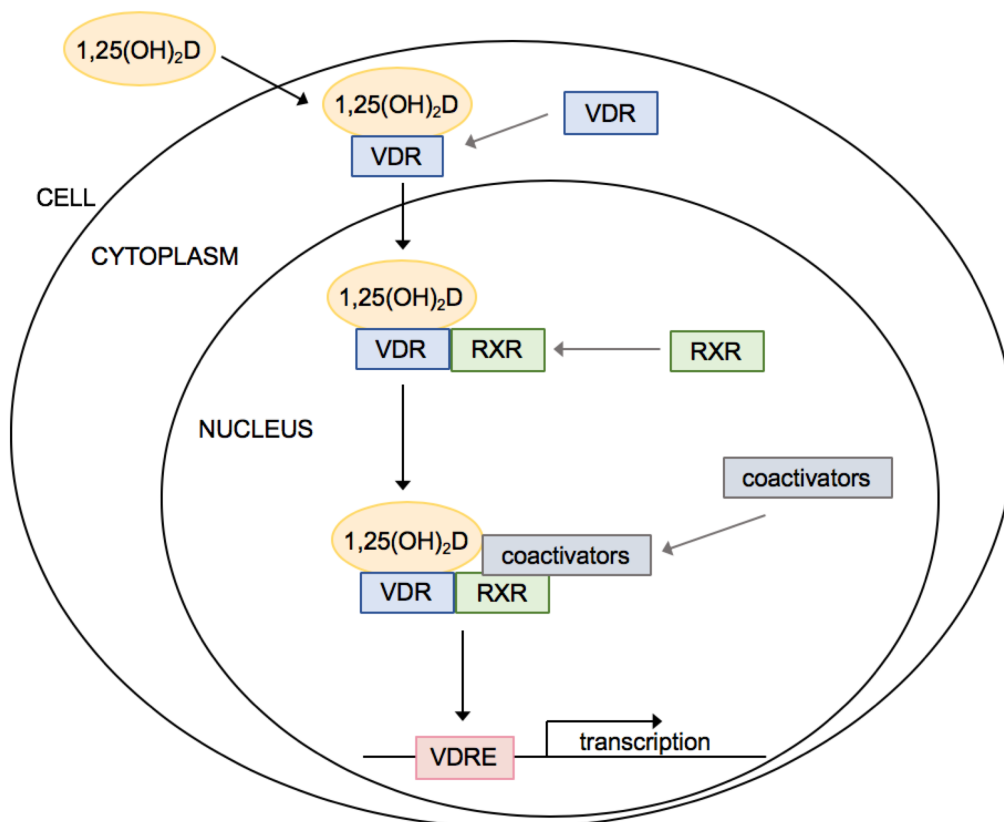 1,25(OH)₂D
1,25(OH)₂D
VDR
VDR
CELL
CYTOPLASM
1,25(OH)₂D
VDR
RXR
RXR
NUCLEUS
coactivators
1,25(OH)₂D
coactivators
VDR
RXR
transcription
VDRE